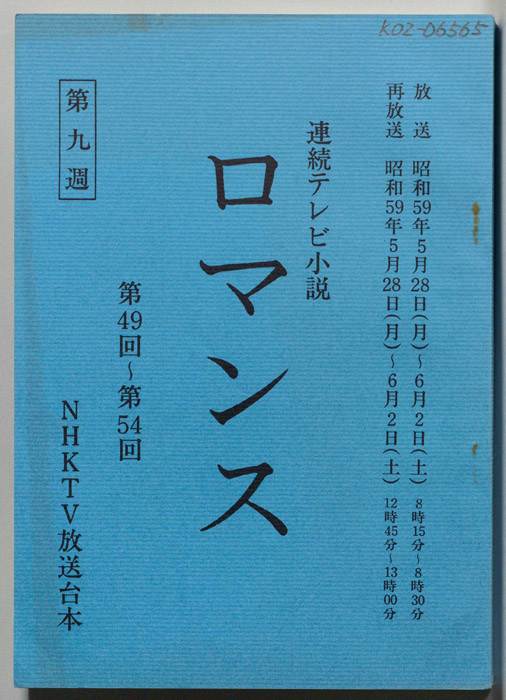 KOZ-D6565
放送 昭和59年5月28日(月)～6月2日(土) 8時15分～8時30分
再放送 昭和59年5月28日(月)～6月2日(土) 12時45分～13時00分
連続テレビ小説
ロマンス
第49回～第54回
第九週
NHKTV放送台本